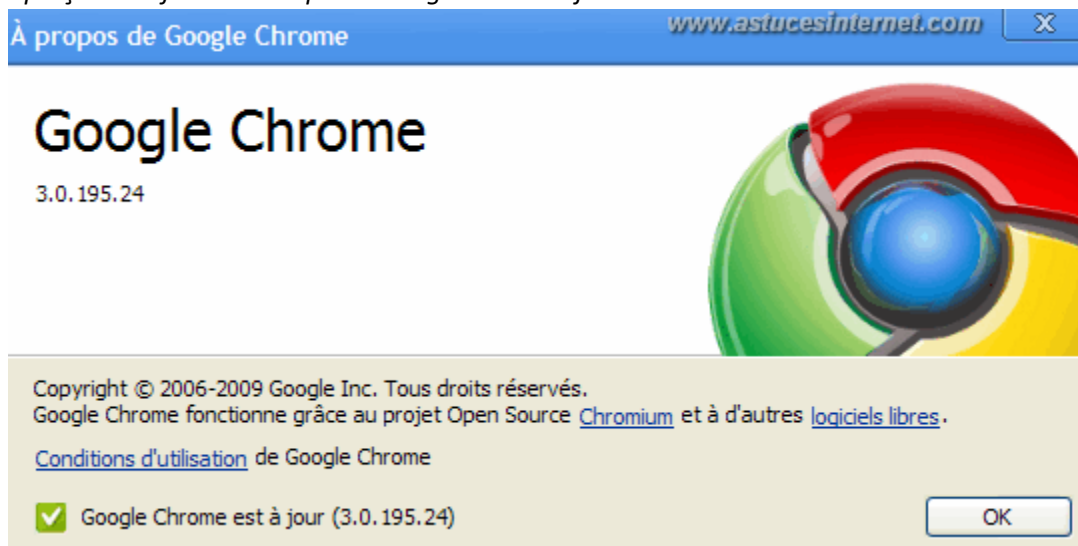 À propos de Google Chrome
www.astucesinternet.com
X
Google Chrome
3.0.195.24
Copyright © 2006-2009 Google Inc. Tous droits réservés.
Google Chrome fonctionne grâce au projet Open Source Chromium et à d'autres logiciels libres.
Conditions d'utilisation de Google Chrome
Google Chrome est à jour (3.0.195.24)
OK